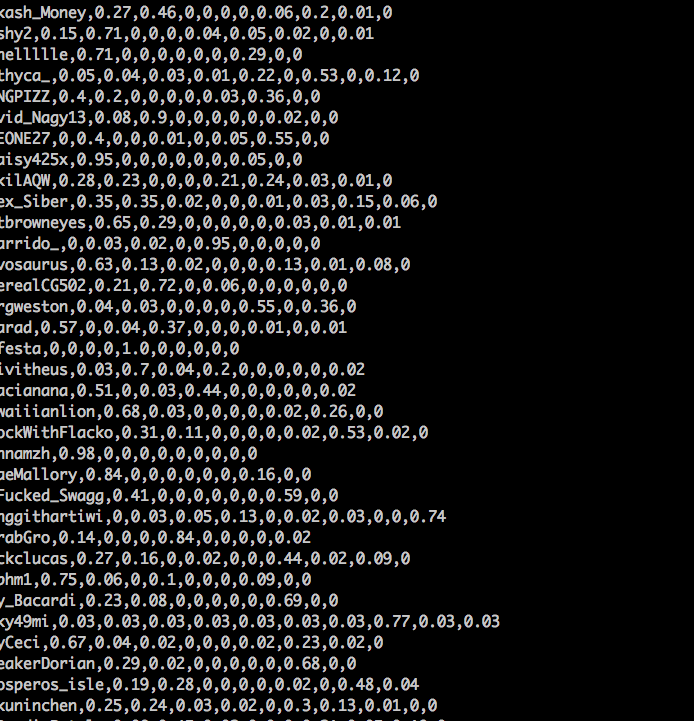 kash_Money,0.27,0.46,0,0,0,0,0.06,0.2,0.01,0
shy2,0.15,0.71,0,0,0,0.04,0.05,0.02,0,0.01
hellllle,0.71,0,0,0,0,0,0,0.29,0,0
thyca_,0.05,0.04,0.03,0.01,0.22,0,0.53,0,0.12,0
NGPIZZ,0.4,0.2,0,0,0,0,0.03,0.36,0,0
vid_Nagy13,0.08,0.9,0,0,0,0,0,0.02,0,0
EONE27,0,0.4,0,0,0.01,0,0.05,0.55,0,0
aisy425x,0.95,0,0,0,0,0,0,0.05,0,0
kilAQW,0.28,0.23,0,0,0,0.21,0.24,0.03,0.01,0
ex_Siber,0.35,0.35,0.02,0,0,0.01,0.03,0.15,0.06,0
tbrowneyes,0.65,0.29,0,0,0,0,0,0.03,0.01,0.01
arrido_,0,0.03,0.02,0,0.95,0,0,0,0,0
vosaurus,0.63,0.13,0.02,0,0,0,0.13,0.01,0.08,0
erealCG502,0.21,0.72,0,0.06,0,0,0,0,0,0
rgweston,0.04,0.03,0,0,0,0,0.55,0,0.36,0
arad,0.57,0,0.04,0.37,0,0,0,0.01,0,0.01
festa,0,0,0,0,1.0,0,0,0,0,0
ivitheus,0.03,0.7,0.04,0.2,0,0,0,0,0,0.02
acianana,0.51,0,0.03,0.44,0,0,0,0,0,0.02
waiiianlion,0.68,0.03,0,0,0,0,0.02,0.26,0,0
ockWithFlacko,0.31,0.11,0,0,0,0,0.02,0.53,0.02,0
nnamzh,0.98,0,0,0,0,0,0,0,0,0
aeMallory,0.84,0,0,0,0,0,0,0.16,0,0
Fucked_Swagg,0.41,0,0,0,0,0,0,0.59,0,0
nggithartiwi,0,0.03,0.05,0.13,0,0.02,0.03,0,0,0.74
rabGro,0.14,0,0,0,0.84,0,0,0,0,0.02
ckclucas,0.27,0.16,0,0.02,0,0,0.44,0.02,0.09,0
ohm1,0.75,0.06,0,0.1,0,0,0,0.09,0,0
y_Bacardi,0.23,0.08,0,0,0,0,0,0.69,0,0
ky49mi,0.03,0.03,0.03,0.03,0.03,0.03,0.03,0.77,0.03,0.03
yCeci,0.67,0.04,0.02,0,0,0,0.02,0.23,0.02,0
eakerDorian,0.29,0.02,0,0,0,0,0,0.68,0,0
osperos_isle,0.19,0.28,0,0,0,0.02,0,0.48,0.04
kuninchen,0.25,0.24,0.03,0.02,0,0.3,0.13,0.01,0,0